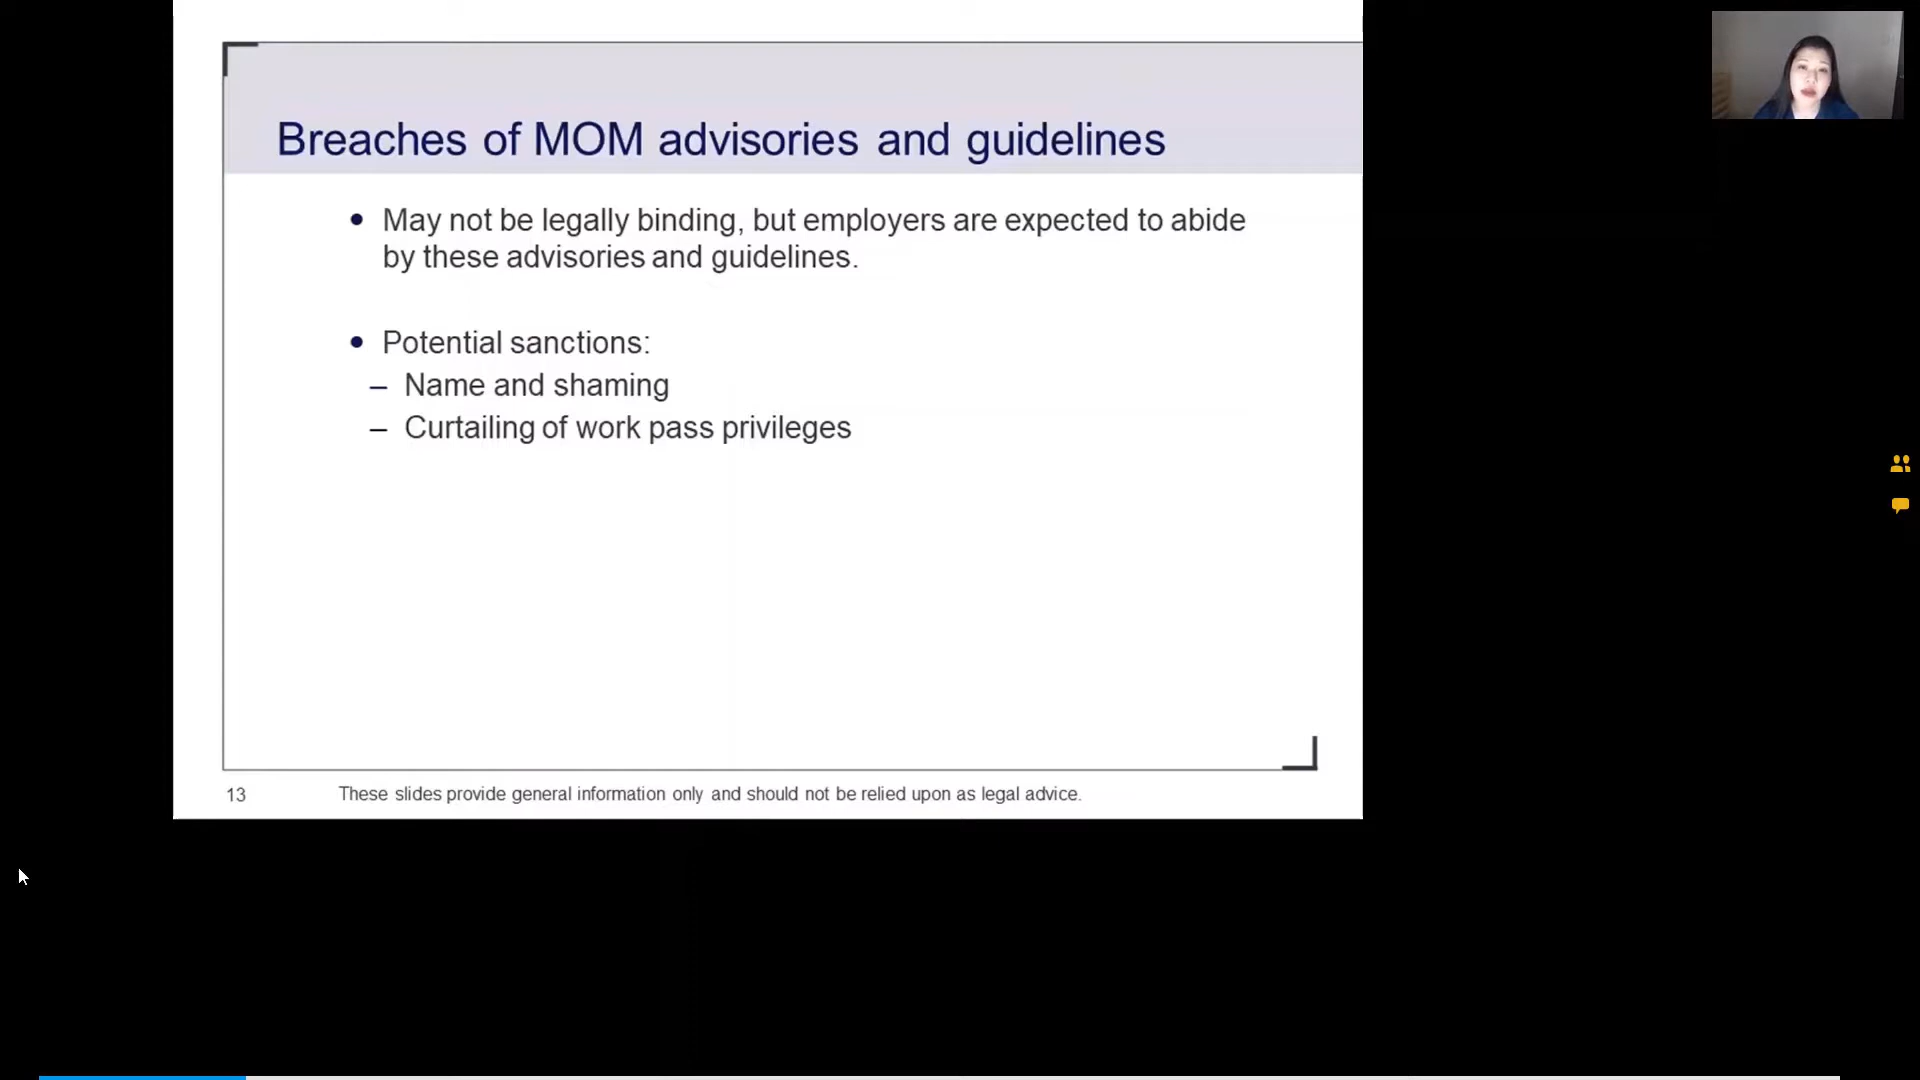 Breaches of MOM advisories and guidelines
• May not be legally binding, but employers are expected to abide
by these advisories and guidelines.
• Potential sanctions:
– Name and shaming
– Curtailing of work pass privileges
13
These slides provide general information only and should not be relied upon as legal advice.